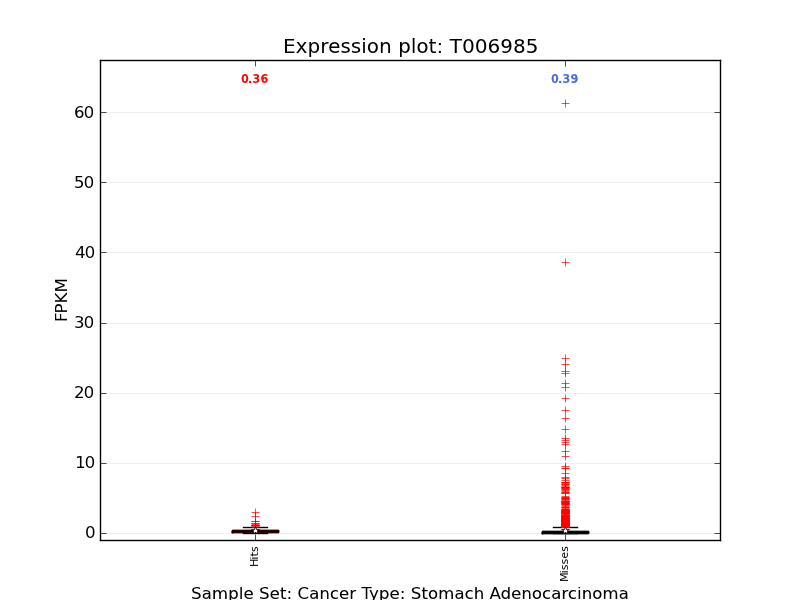 Expression plot: T006985
0.36
0.39
60
50
40
30
20
10
0
FPKM
Hits
Misses
Sample Set: Cancer Type: Stomach Adenocarcinoma